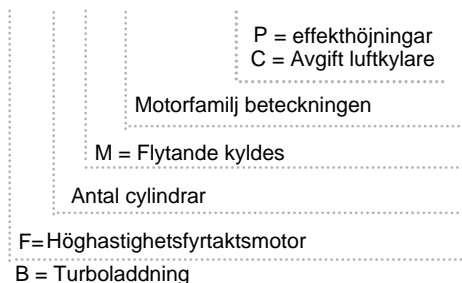 P = effekthöjningar
C = Avgift luftkylare
Motorfamilj beteckningen
M = Flytande kyldes
Antal cylindrar
F= Höghastighetsfyrtaktsmotor
B = Turboladdning